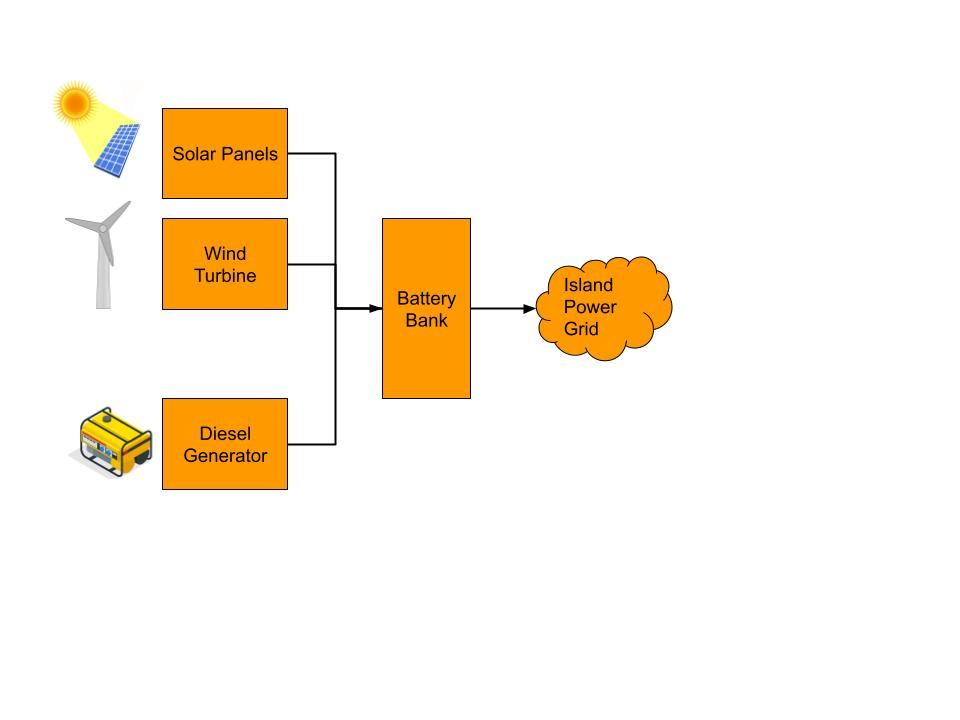 Solar Panels
Wind
Turbine
Battery
Bank
Island
Power
Grid
Diesel
Generator